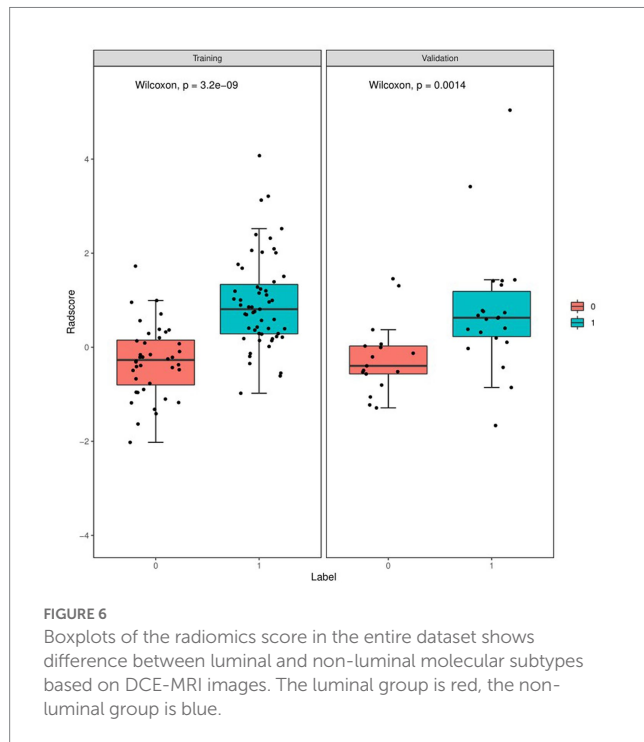 Training
Validation
Wilcoxon, p = 3.2e−09
Wilcoxon, p = 0.0014
Radscore
4
2
0
−2
−4
0
1
0
1
Label
0
1
FIGURE 6
Boxplots of the radiomics score in the entire dataset shows
difference between luminal and non-luminal molecular subtypes
based on DCE-MRI images. The luminal group is red, the non-
luminal group is blue.